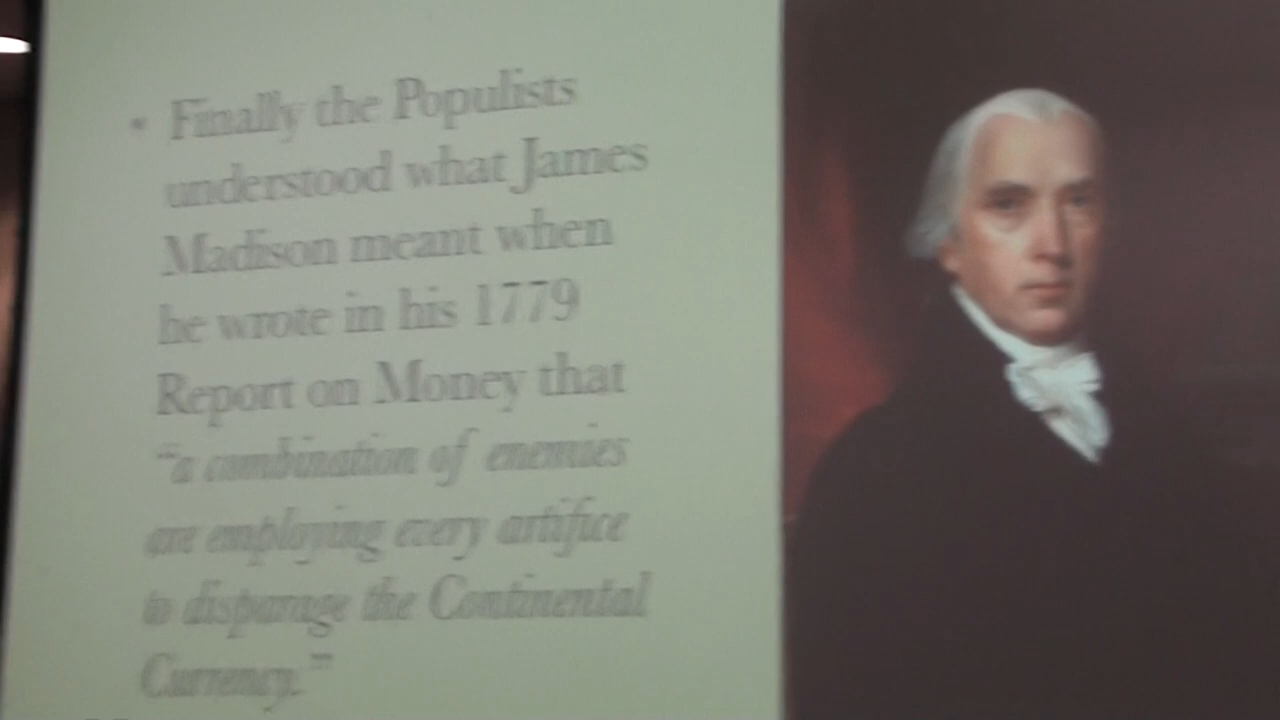 • Finally the Populists
understood what James
Madison meant when
he wrote in his 1779
Report on Money that
“a combination of enemies
are employing every artifice
to disparage the Continental
Currency.”